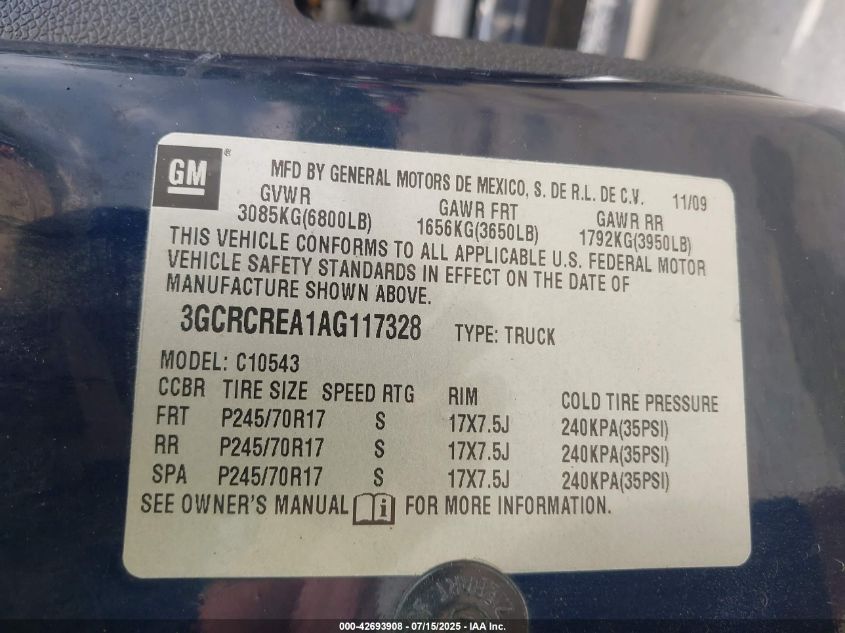 GM ®
MFD BY GENERAL MOTORS DE MEXICO, S. DE R.L. DE C.V. 11/09
GVWR GAWR FRT GAWR RR
3085KG(6800LB) 1656KG(3650LB) 1792KG(3950LB)
THIS VEHICLE CONFORMS TO ALL APPLICABLE U.S. FEDERAL MOTOR
VEHICLE SAFETY STANDARDS IN EFFECT ON THE DATE OF
MANUFACTURE SHOWN ABOVE.
3GCRCREA1AG117328 TYPE: TRUCK
MODEL: C10543
CCBR TIRE SIZE SPEED RTG RIM COLD TIRE PRESSURE
FRT P245/70R17 S 17X7.5J 240KPA(35PSI)
RR P245/70R17 S 17X7.5J 240KPA(35PSI)
SPA P245/70R17 S 17X7.5J 240KPA(35PSI)
SEE OWNER'S MANUAL i FOR MORE INFORMATION.
000-42693908 - 07/15/2025 - IAA Inc.